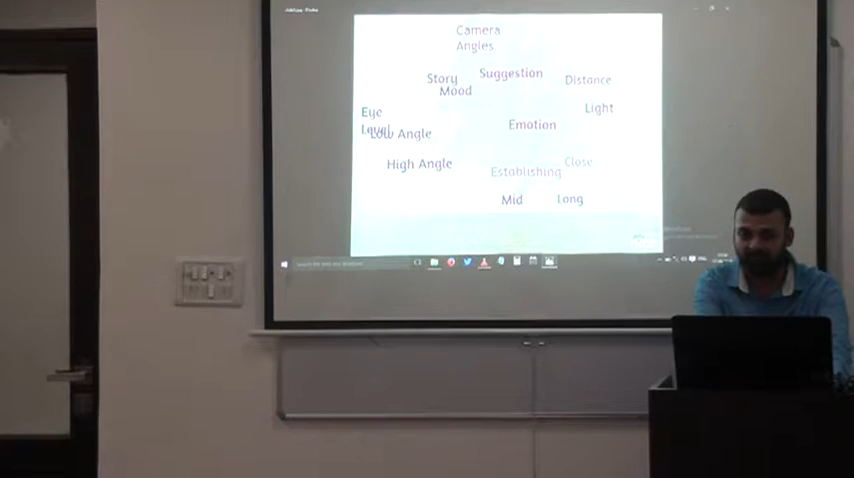 Camera
Angles
Story
Suggestion
Distance
Mood
Light
Eye
Level
Low Angle
Emotion
High Angle
Close
Establishing
Mid
Long